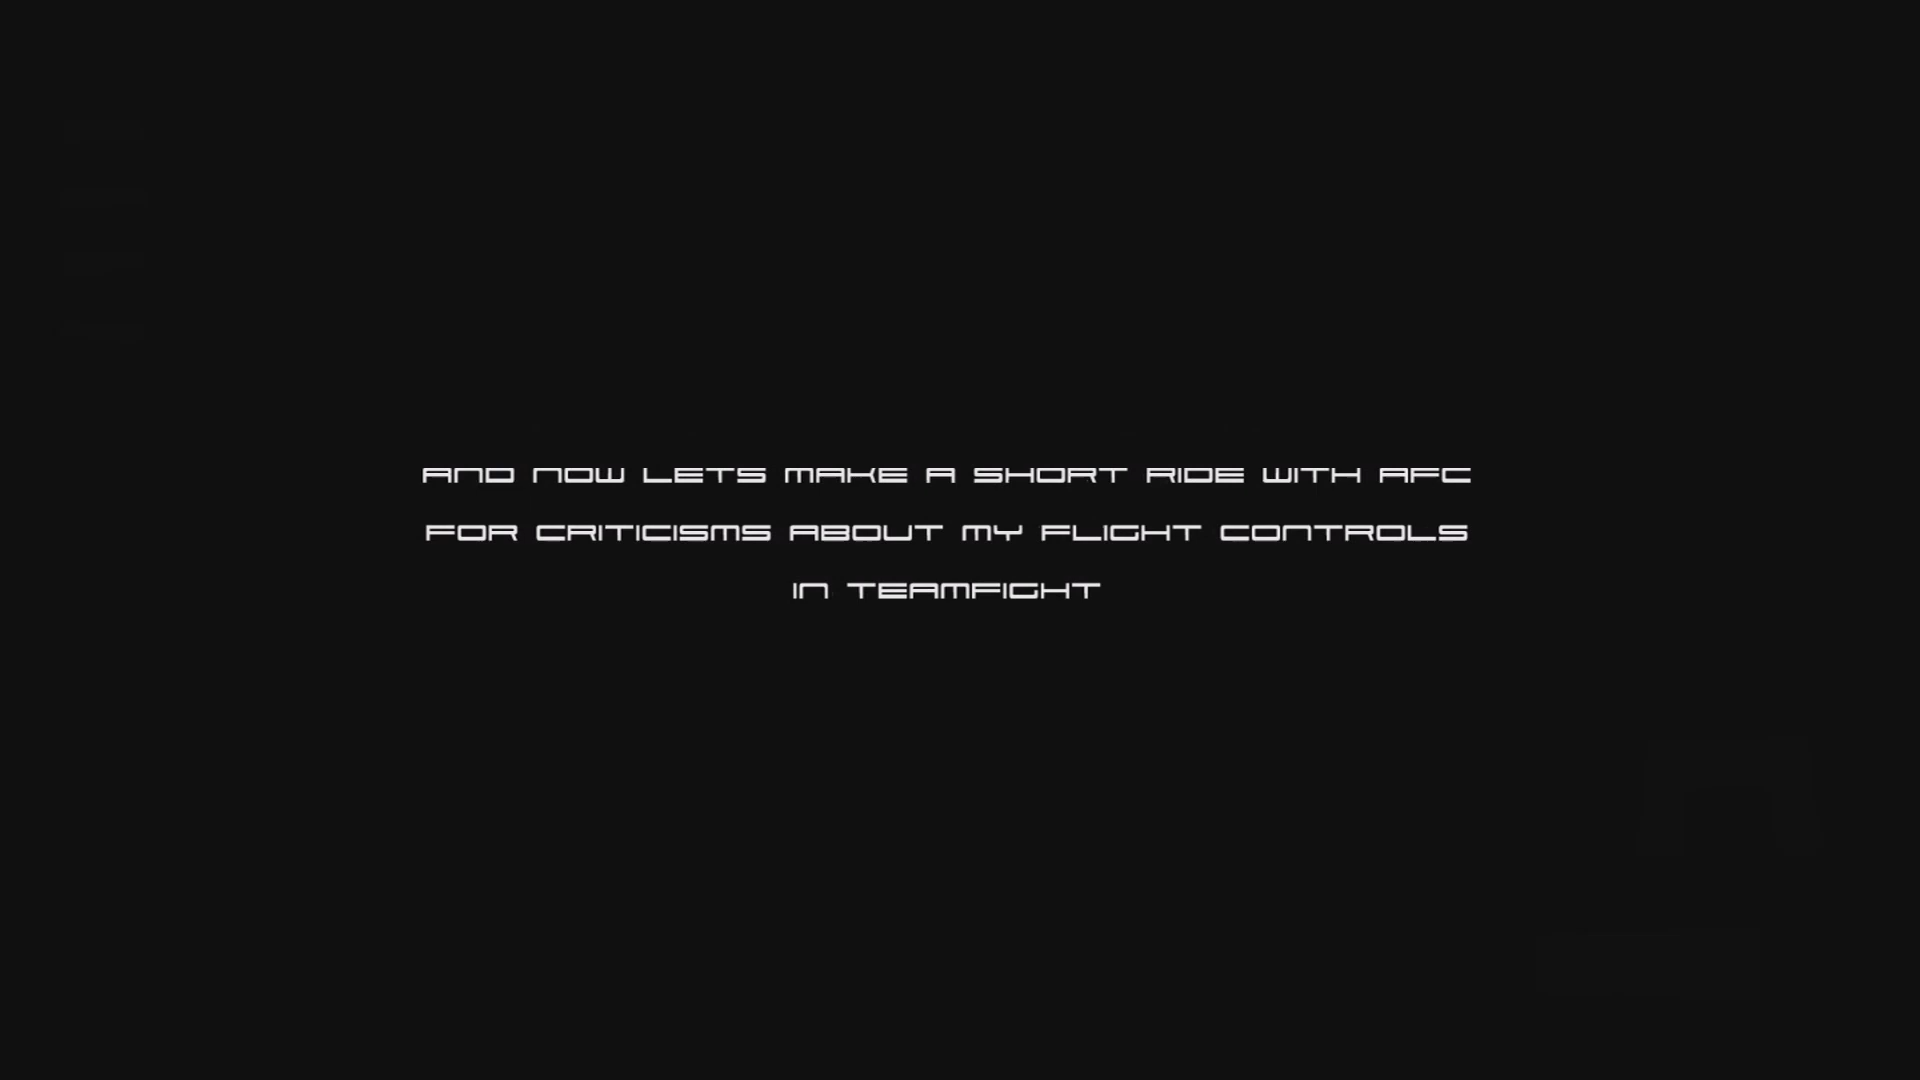 AND NOW LETS MAKE A SHORT RIDE WITH AFC
FOR CRITICISMS ABOUT MY FLIGHT CONTROLS
IN TEAMFIGHT